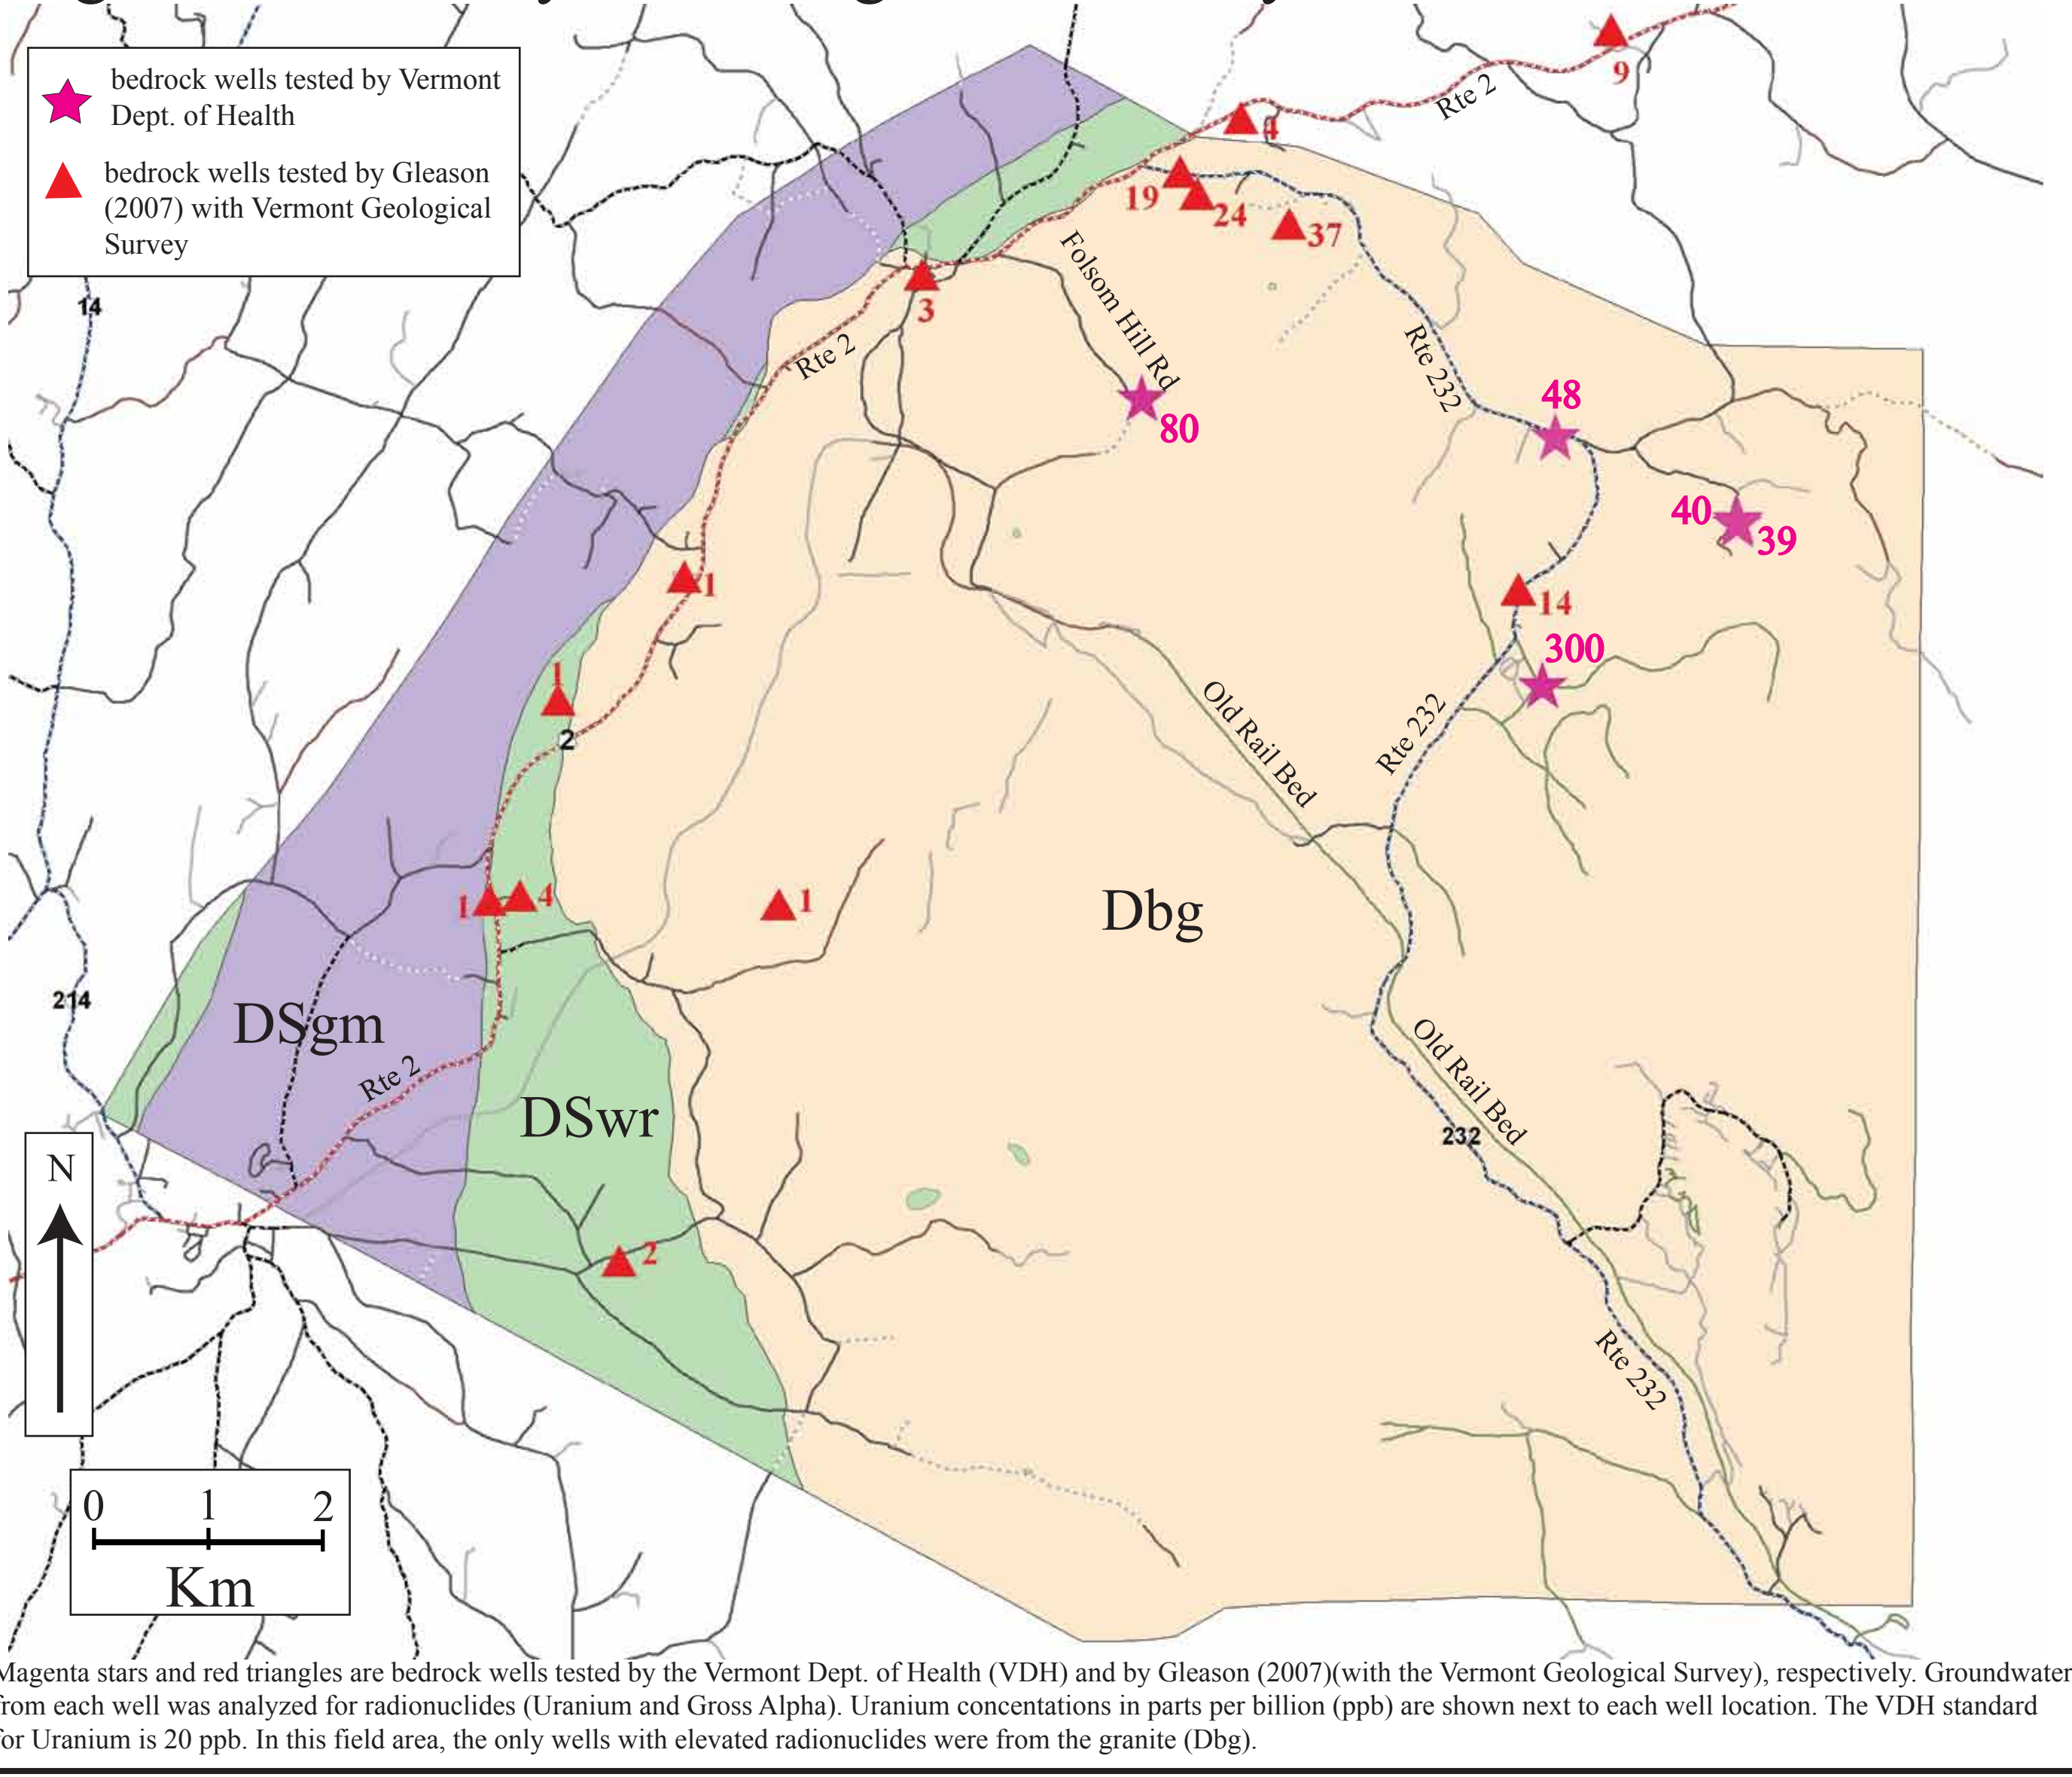 bedrock wells tested by Vermont
Dept. of Health
bedrock wells tested by Gleason
(2007) with Vermont Geological
Survey
9
Rte 2
4
19
24
37
14
3
Folsom Hill Rd
Rte 2
Rte 232
48
80
40
39
1
14
300
1
2
Old Rail Bed
Rte 232
1
4
1
Dbg
214
DSgm
Rte 2
DSwr
Old Rail Bed
232
N
2
Rte 232
0 1 2
Km
Magenta stars and red triangles are bedrock wells tested by the Vermont Dept. of Health (VDH) and by Gleason (2007)(with the Vermont Geological Survey), respectively. Groundwater
from each well was analyzed for radionuclides (Uranium and Gross Alpha). Uranium concentations in parts per billion (ppb) are shown next to each well location. The VDH standard
for Uranium is 20 ppb. In this field area, the only wells with elevated radionuclides were from the granite (Dbg).